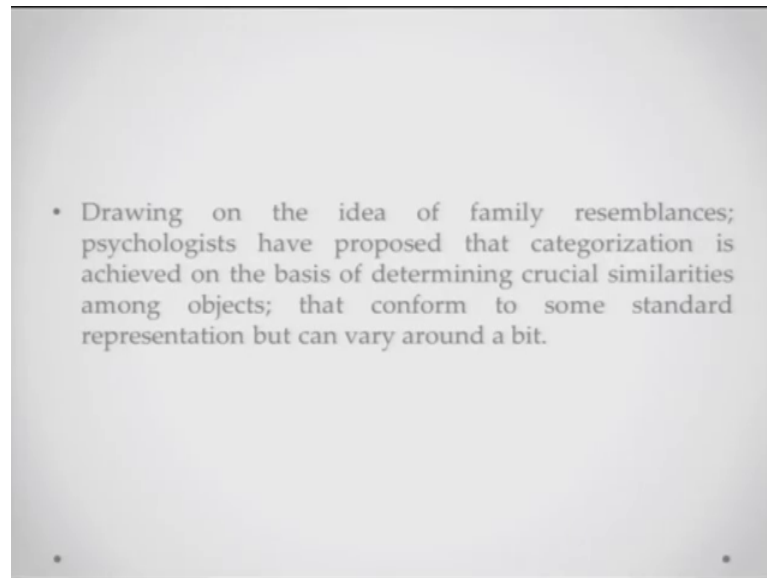 • Drawing on the idea of family resemblances;
psychologists have proposed that categorization is
achieved on the basis of determining crucial similarities
among objects; that conform to some standard
representation but can vary around a bit.